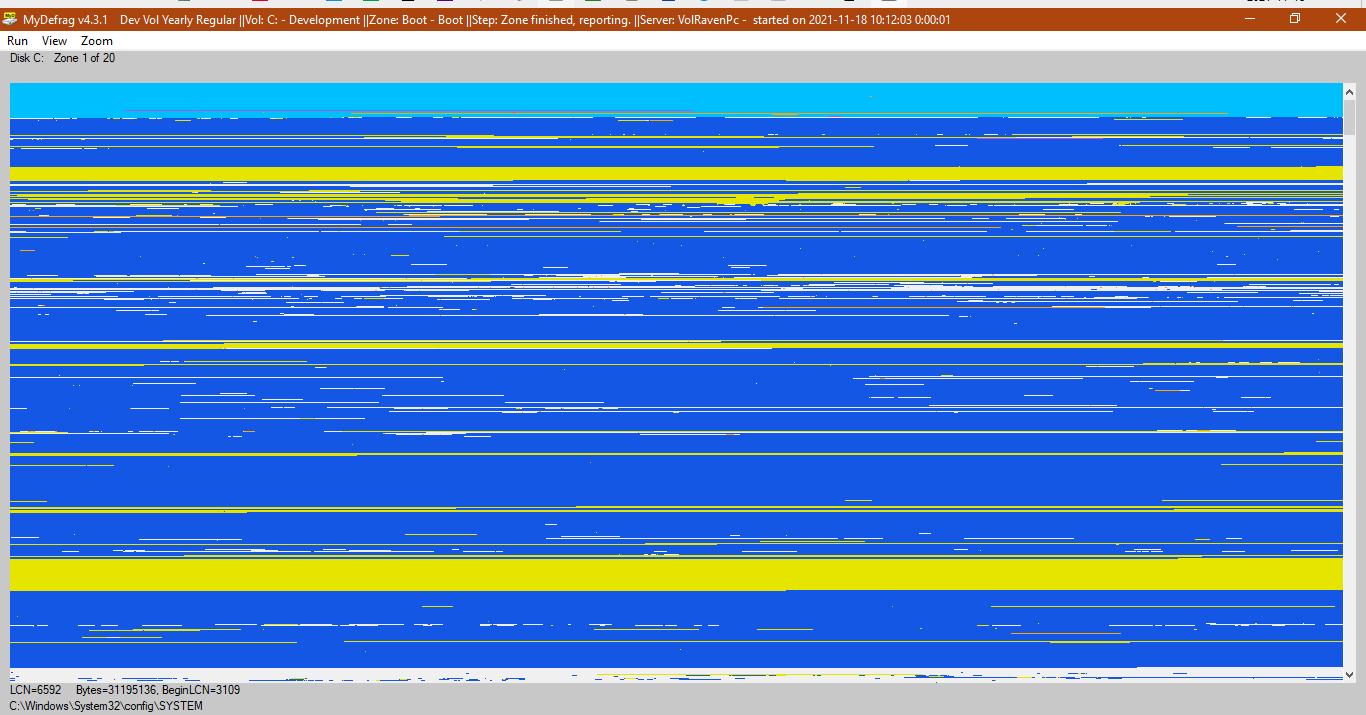 MyDefrag v4.3.1 Dev Vol Yearly Regular ||Vol: C: - Development ||Zone: Boot - Boot ||Step: Zone finished, reporting. ||Server: VolRavenPc - started on 2021-11-18 10:12:03 0:00:01
Run View Zoom
Disk C: Zone 1 of 20
LCN=6592 Bytes=31195136, BeginLCN=3109
C:\Windows\System32\config\SYSTEM